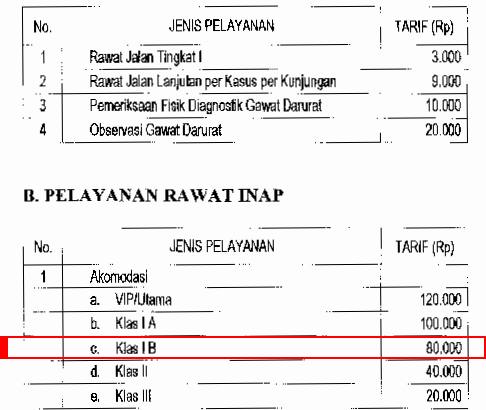 No. JENIS PELAYANAN TARIF (Rp)
1 Rawat Jalan Tingkat I 3.000
2 Rawat Jalan Lanjutan per Kasus per Kunjungan 9.000
3 Pemeriksaan Fisik Diagnostik Gawat Darurat 10.000
4 Observasi Gawat Darurat 20.000
B. PELAYANAN RAWAT INAP
No. JENIS PELAYANAN TARIF (Rp)
1 Akomodasi
a. VIP/Utama 120.000
b. Klas I A 100.000
c. Klas I B 80.000
d. Klas II 40.000
e. Klas III 20.000